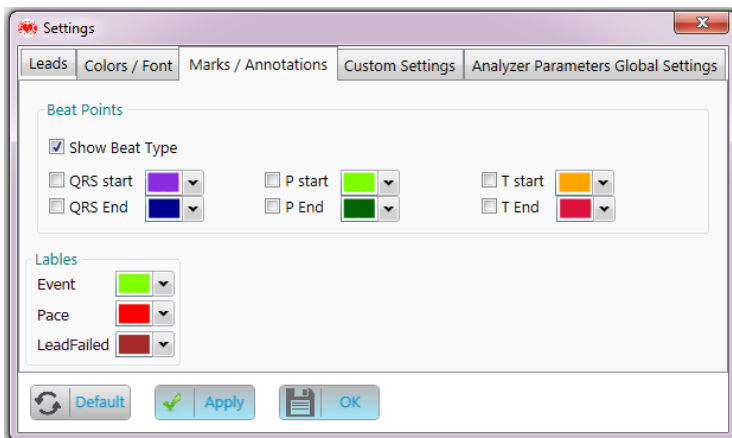 Settings
Leads Colors / Font Marks / Annotations Custom Settings Analyzer Parameters Global Settings
Beat Points
Show Beat Type
QRS start P start T start
QRS End P End T End
Lables
Event
Pace
LeadFailed
Default Apply OK